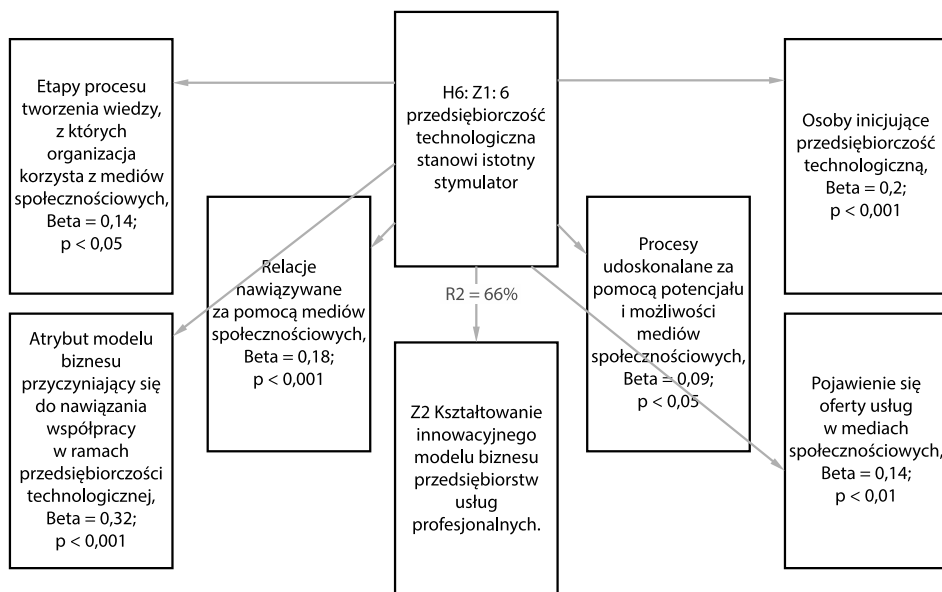 Etapy procesu
tworzenia wiedzy,
z których
organizacja
korzysta z mediów
społecznościowych,
Beta = 0,14;
p < 0,05
H6: Z1: 6
przedsiębiorczość
technologiczna
stanowi istotny
stymulator
Osoby inicjujące
przedsiębiorczość
technologiczną,
Beta = 0,2;
p < 0,001
Relacje
nawiązywane
za pomocą mediów
społecznościowych,
Beta = 0,18;
p < 0,001
R2 = 66%
Procesy
udoskonalane za
pomocą potencjału
i możliwości
mediów
społecznościowych,
Beta = 0,09;
p < 0,05
Atrybut modelu
biznesu
przyczyniający się
do nawiązania
współpracy
w ramach
przedsiębiorczości
technologicznej,
Beta = 0,32;
p < 0,001
Z2 Kształtowanie
innowacyjnego
modelu biznesu
przedsiębiorstw
usług
profesjonalnych.
Pojawienie się
oferty usług
w mediach
społecznościowych,
Beta = 0,14;
p < 0,01